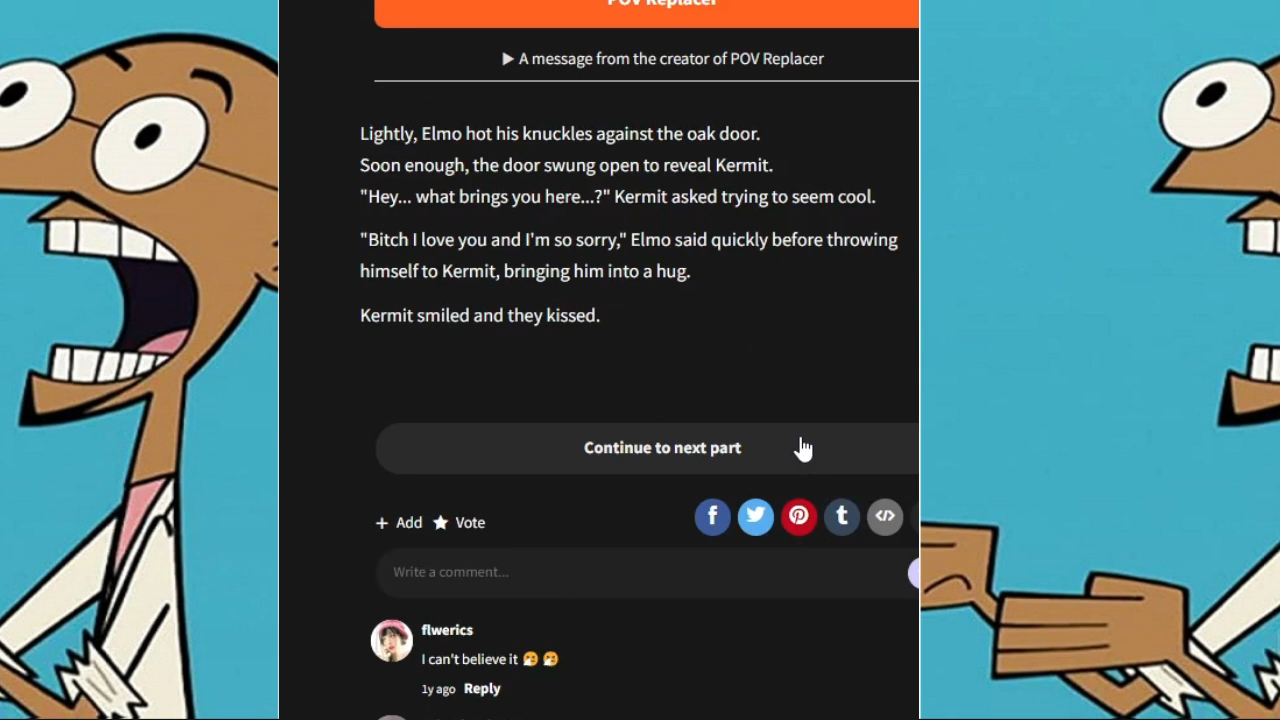 POV Replacer
▶ A message from the creator of POV Replacer
Lightly, Elmo hot his knuckles against the oak door.
Soon enough, the door swung open to reveal Kermit.
"Hey... what brings you here...?" Kermit asked trying to seem cool.
"Bitch I love you and I'm so sorry," Elmo said quickly before throwing
himself to Kermit, bringing him into a hug.
Kermit smiled and they kissed.
Continue to next part
+ Add ★ Vote
Write a comment...
flwerics
I can't believe it 🤧 🤧
1y ago Reply